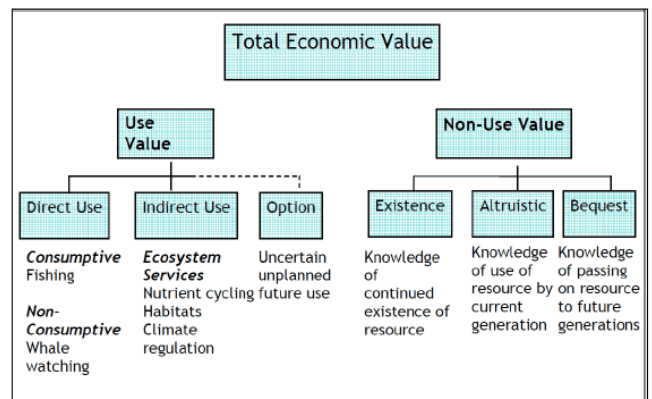 Total Economic Value
Use
Value
Non-Use Value
Direct Use
Indirect Use
Option
Existence
Altruistic
Bequest
Consumptive
Fishing
Non-
Consumptive
Whale
watching
Ecosystem
Services
Nutrient cycling
Habitats
Climate
regulation
Uncertain
unplanned
future use
Knowledge
of
continued
existence of
resource
Knowledge
of use of
resource by
current
generation
Knowledge
of passing
on resource
to future
generations